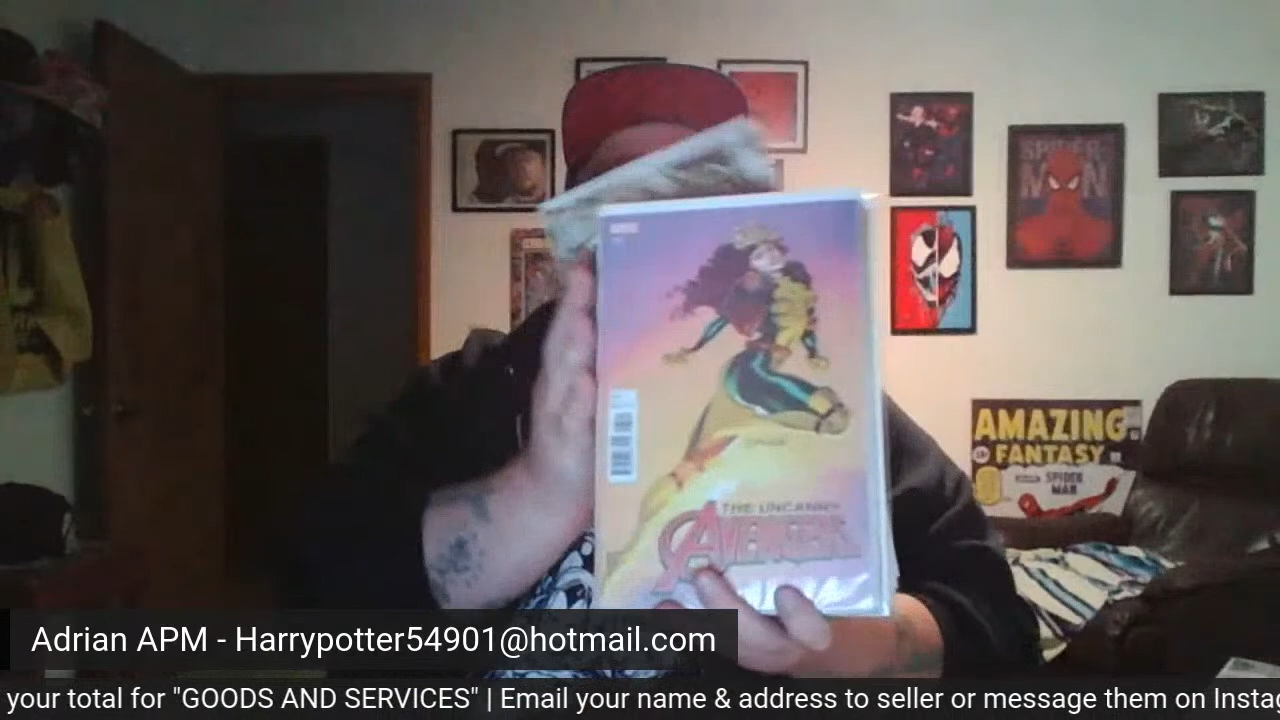 SPIDER-
M N
AMAZING
FANTASY
SPIDER
MAN
THE UNCANNY
AVENGERS
Adrian APM - Harrypotter54901@hotmail.com
your total for "GOODS AND SERVICES" | Email your name & address to seller or message them on Instag